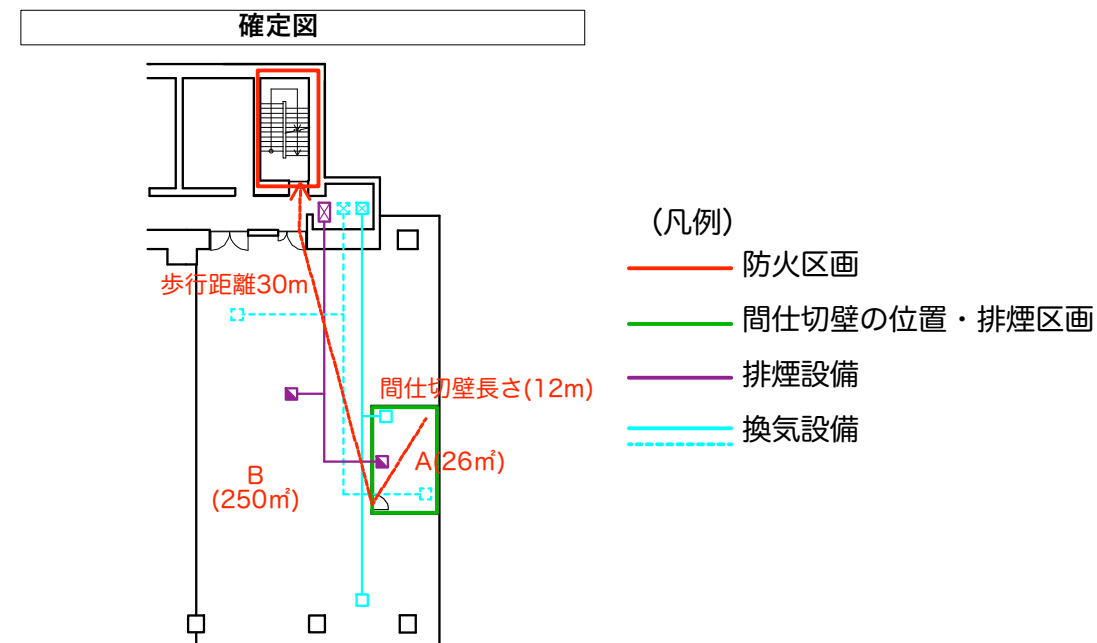 確定図
歩行距離30m
間仕切壁長さ(12m)
A(26㎡)
B
(250㎡)
(凡例)
防火区画
間仕切壁の位置・排煙区画
排煙設備
換気設備